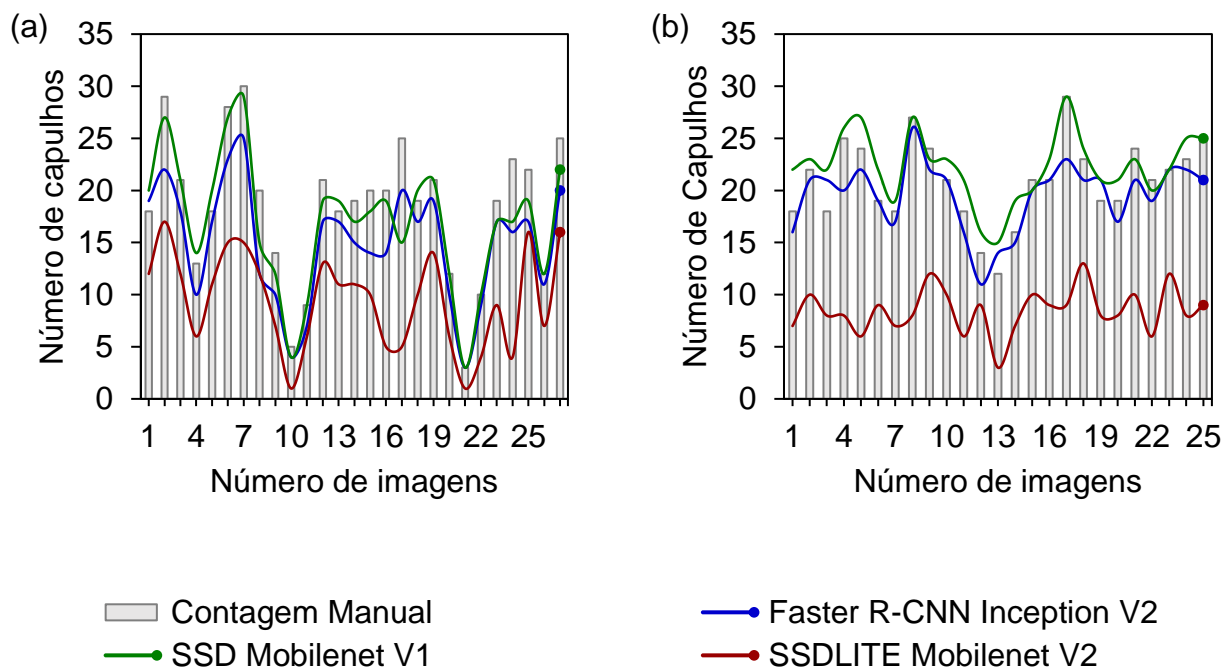 (a)
35
30
25
20
15
10
5
0
Número de capulhos
1 4 7 10 13 16 19 22 25
Número de imagens
(b)
35
30
25
20
15
10
5
0
Número de Capulhos
1 4 7 10 13 16 19 22 25
Número de imagens
Contagem Manual
Faster R-CNN Inception V2
SSD Mobilenet V1
SSDLITE Mobilenet V2